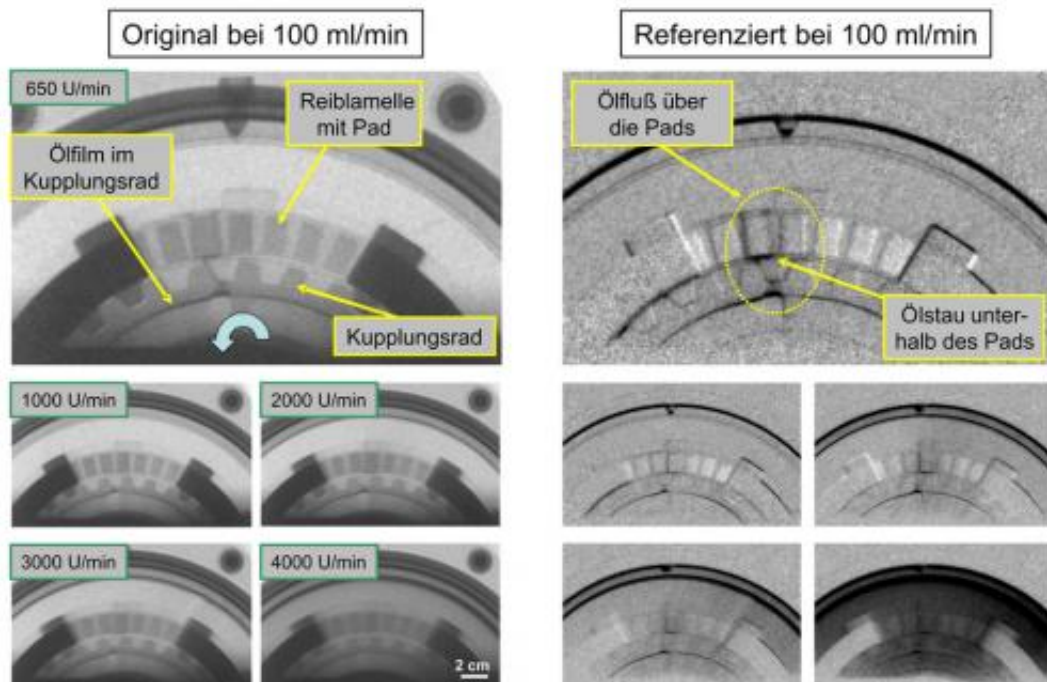 Original bei 100 ml/min
Referenziert bei 100 ml/min
650 U/min
Reiblamelle
mit Pad
Ölfilm im
Kupplungsrad
Kupplungsrad
Ölfluß über
die Pads
Ölstau unter-
halb des Pads
1000 U/min
2000 U/min
3000 U/min
4000 U/min
2 cm